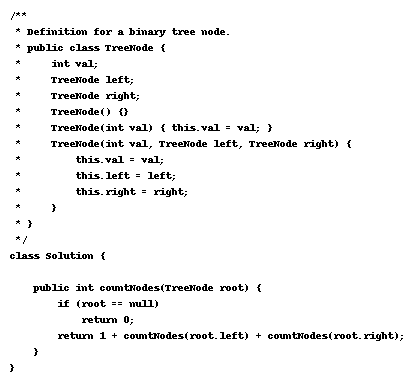 /**
 * Definition for a binary tree node.
 * public class TreeNode {
 *     int val;
 *     TreeNode left;
 *     TreeNode right;
 *     TreeNode() {}
 *     TreeNode(int val) { this.val = val; }
 *     TreeNode(int val, TreeNode left, TreeNode right) {
 *         this.val = val;
 *         this.left = left;
 *         this.right = right;
 *     }
 * }
 */
class Solution {

    public int countNodes(TreeNode root) {
        if (root == null)
            return 0;
        return 1 + countNodes(root.left) + countNodes(root.right);
    }
}